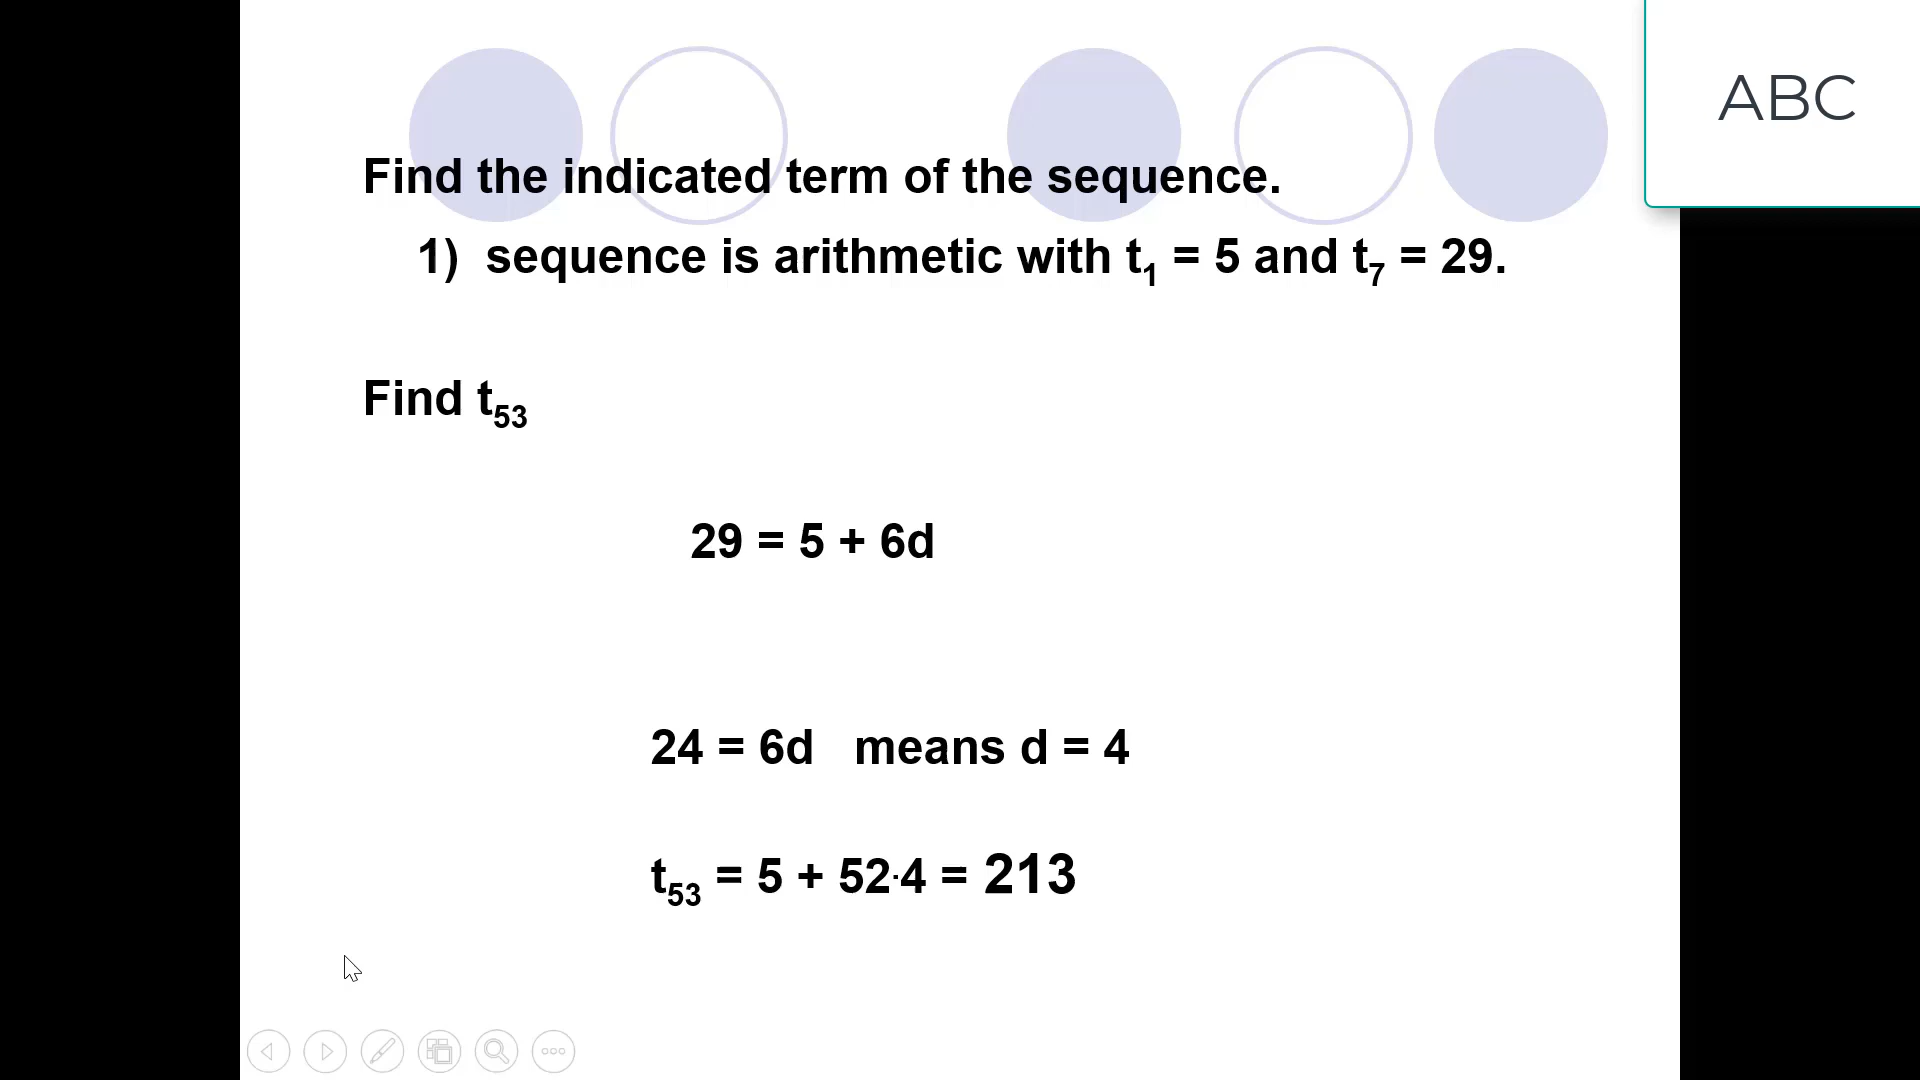 ABC
Find the indicated term of the sequence.
1) sequence is arithmetic with t₁ = 5 and t₇ = 29.
Find t₅₃
29 = 5 + 6d
24 = 6d means d = 4
t₅₃ = 5 + 52·4 = 213